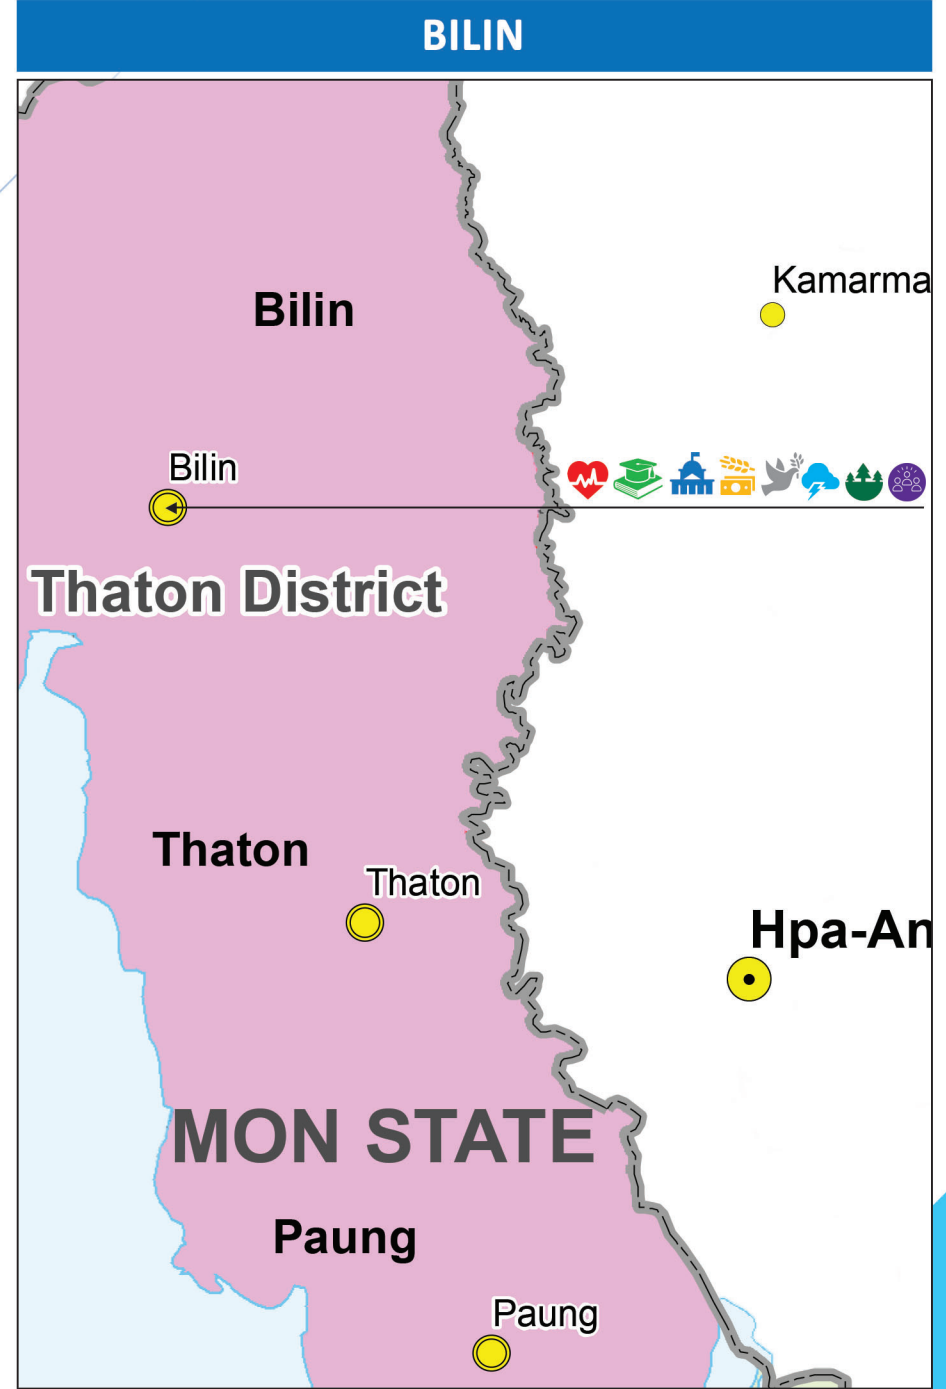 BILIN
Kamarma
Bilin
Bilin
Thaton District
Thaton
Thaton
Hpa-An
MON STATE
Paung
Paung